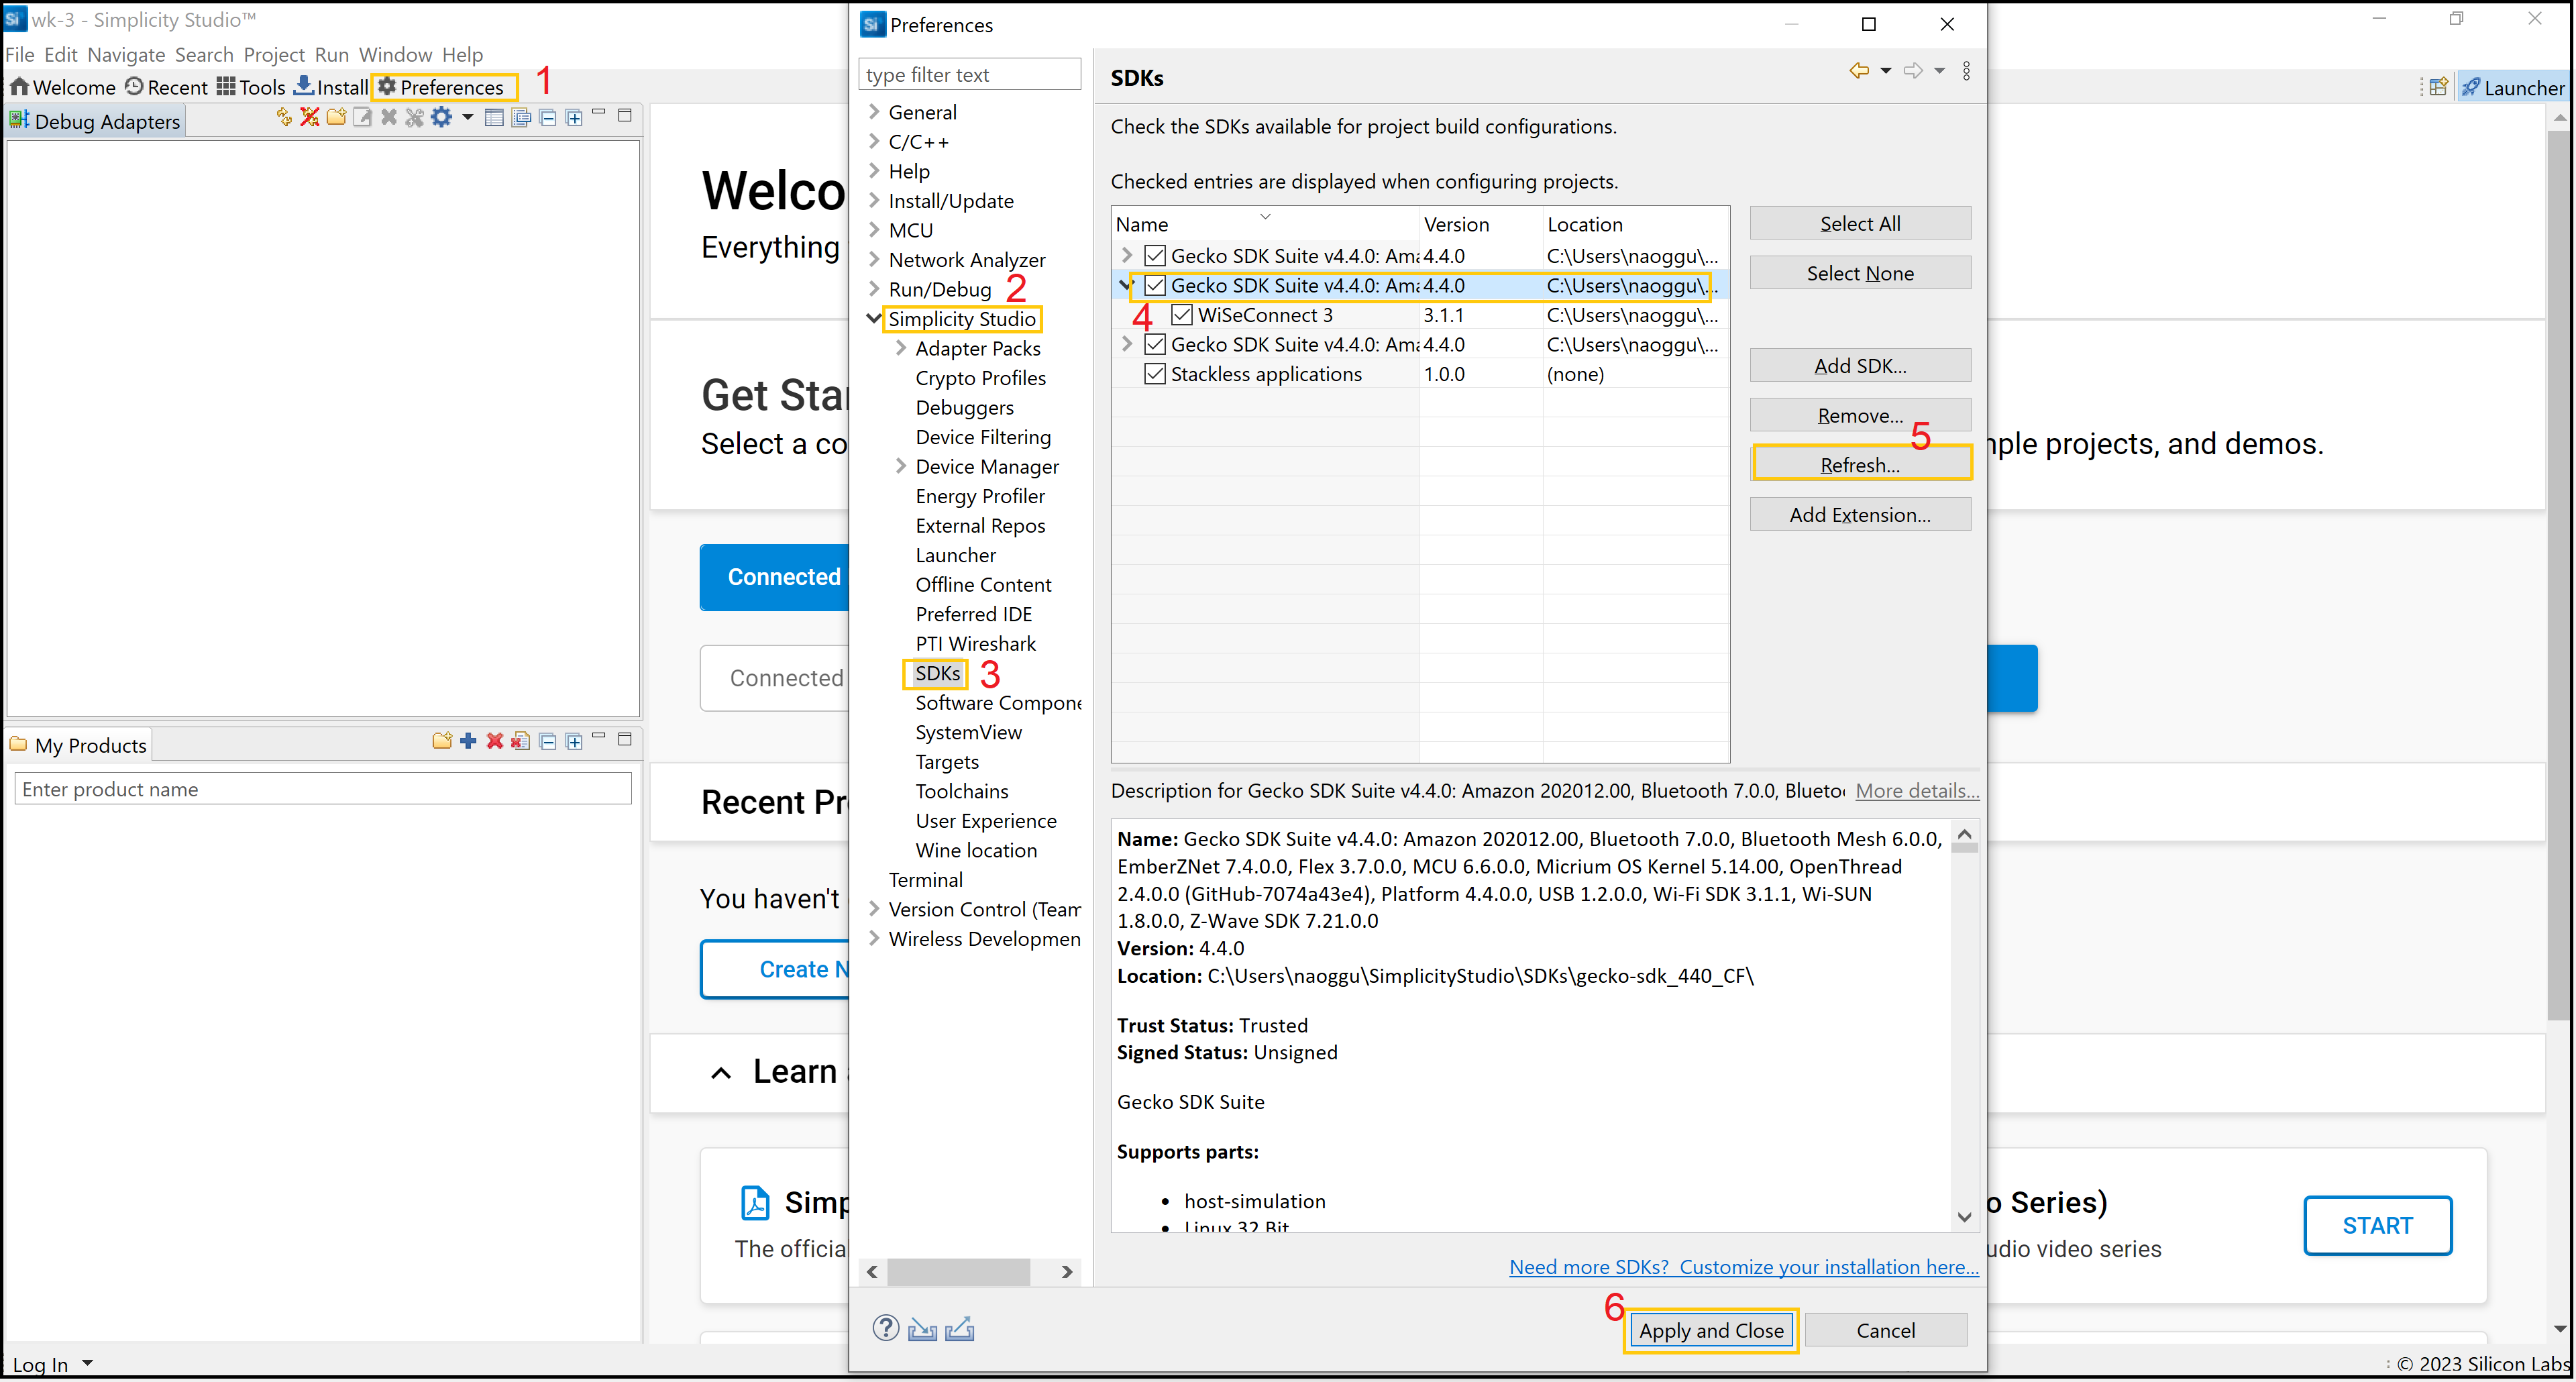 wk-3 - Simplicity Studio™
File Edit Navigate Search Project Run Window Help
Welcome Recent Tools Install Preferences 1
Launcher
Debug Adapters
Welco
Everything
Get Star
Select a co
mple projects, and demos.
Connected
Connected
Recent Pr
You haven't
Create N
Learn
Simp
The officia
o Series)
udio video series
START
My Products
Enter product name
Log In
© 2023 Silicon Labs
Preferences
type filter text
General
C/C++
Help
Install/Update
MCU
Network Analyzer
Run/Debug 2
Simplicity Studio
Adapter Packs
Crypto Profiles
Debuggers
Device Filtering
Device Manager
Energy Profiler
External Repos
Launcher
Offline Content
Preferred IDE
PTI Wireshark
SDKs 3
Software Compone
SystemView
Targets
Toolchains
User Experience
Wine location
Terminal
Version Control (Team
Wireless Developmen
SDKs
Check the SDKs available for project build configurations.
Checked entries are displayed when configuring projects.
Name Version Location
Gecko SDK Suite v4.4.0: Ama 4.4.0 C:\Users\naoggu\...
Gecko SDK Suite v4.4.0: Ama 4.4.0 C:\Users\naoggu\...
4 WiSeConnect 3 3.1.1 C:\Users\naoggu\...
Gecko SDK Suite v4.4.0: Ama 4.4.0 C:\Users\naoggu\...
Stackless applications 1.0.0 (none)
Select All
Select None
Add SDK...
Remove...
5
Refresh...
Add Extension...
Description for Gecko SDK Suite v4.4.0: Amazon 202012.00, Bluetooth 7.0.0, Blueto More details...
Name: Gecko SDK Suite v4.4.0: Amazon 202012.00, Bluetooth 7.0.0, Bluetooth Mesh 6.0.0,
EmberZNet 7.4.0.0, Flex 3.7.0.0, MCU 6.6.0.0, Micrium OS Kernel 5.14.00, OpenThread
2.4.0.0 (GitHub-7074a43e4), Platform 4.4.0.0, USB 1.2.0.0, Wi-Fi SDK 3.1.1, Wi-SUN
1.8.0.0, Z-Wave SDK 7.21.0.0
Version: 4.4.0
Location: C:\Users\naoggu\SimplicityStudio\SDKs\gecko-sdk_440_CF\
Trust Status: Trusted
Signed Status: Unsigned
Gecko SDK Suite
Supports parts:
• host-simulation
• Linux 32 Bit
Need more SDKs? Customize your installation here...
6
Apply and Close Cancel